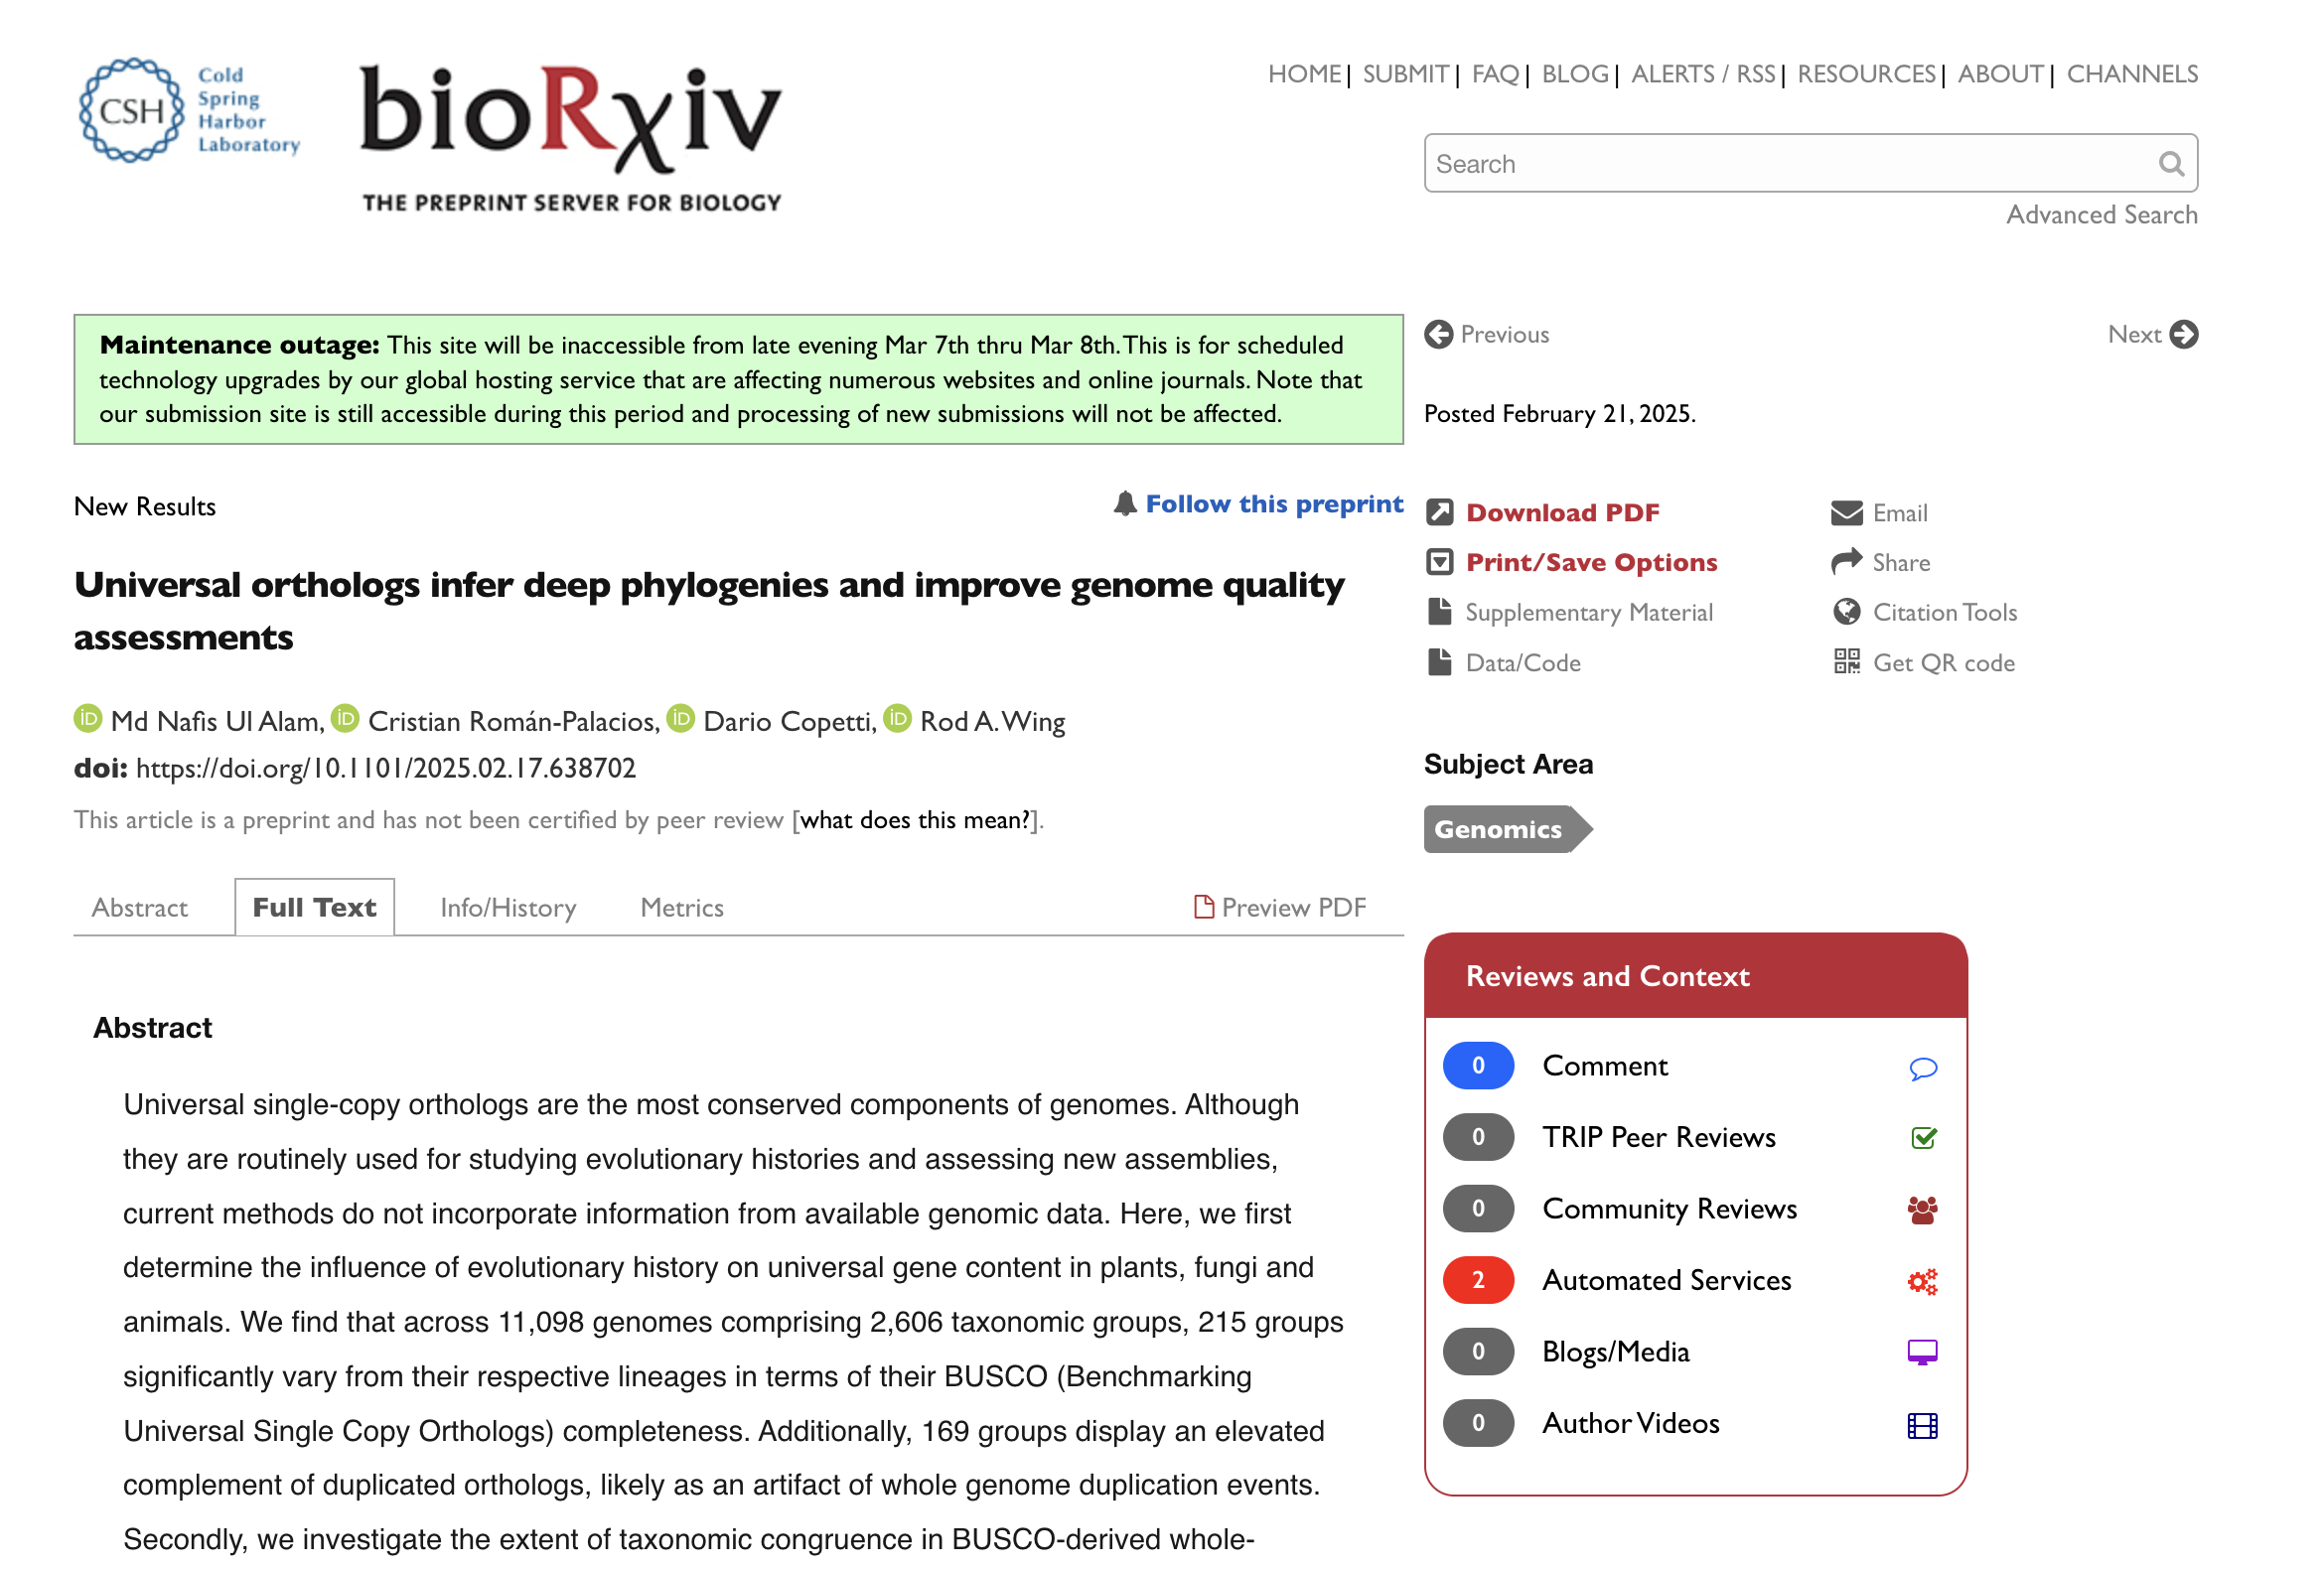 CSH
Cold
Spring
Harbor
Laboratory
bioRxiv
THE PREPRINT SERVER FOR BIOLOGY
HOME | SUBMIT | FAQ | BLOG | ALERTS / RSS | RESOURCES | ABOUT | CHANNELS
Search
Advanced Search
Maintenance outage: This site will be inaccessible from late evening Mar 7th thru Mar 8th. This is for scheduled
technology upgrades by our global hosting service that are affecting numerous websites and online journals. Note that
our submission site is still accessible during this period and processing of new submissions will not be affected.
New Results
Follow this preprint
Universal orthologs infer deep phylogenies and improve genome quality
assessments
iD Md Nafis Ul Alam, iD Cristian Román-Palacios, iD Dario Copetti, iD Rod A. Wing
doi: https://doi.org/10.1101/2025.02.17.638702
This article is a preprint and has not been certified by peer review [what does this mean?].
Abstract Full Text Info/History Metrics Preview PDF
Abstract
Universal single-copy orthologs are the most conserved components of genomes. Although
they are routinely used for studying evolutionary histories and assessing new assemblies,
current methods do not incorporate information from available genomic data. Here, we first
determine the influence of evolutionary history on universal gene content in plants, fungi and
animals. We find that across 11,098 genomes comprising 2,606 taxonomic groups, 215 groups
significantly vary from their respective lineages in terms of their BUSCO (Benchmarking
Universal Single Copy Orthologs) completeness. Additionally, 169 groups display an elevated
complement of duplicated orthologs, likely as an artifact of whole genome duplication events.
Secondly, we investigate the extent of taxonomic congruence in BUSCO-derived whole-
Previous
Next
Posted February 21, 2025.
Download PDF
Print/Save Options
Supplementary Material
Data/Code
Email
Share
Citation Tools
Get QR code
Subject Area
Genomics
Reviews and Context
0 Comment
0 TRIP Peer Reviews
0 Community Reviews
2 Automated Services
0 Blogs/Media
0 Author Videos